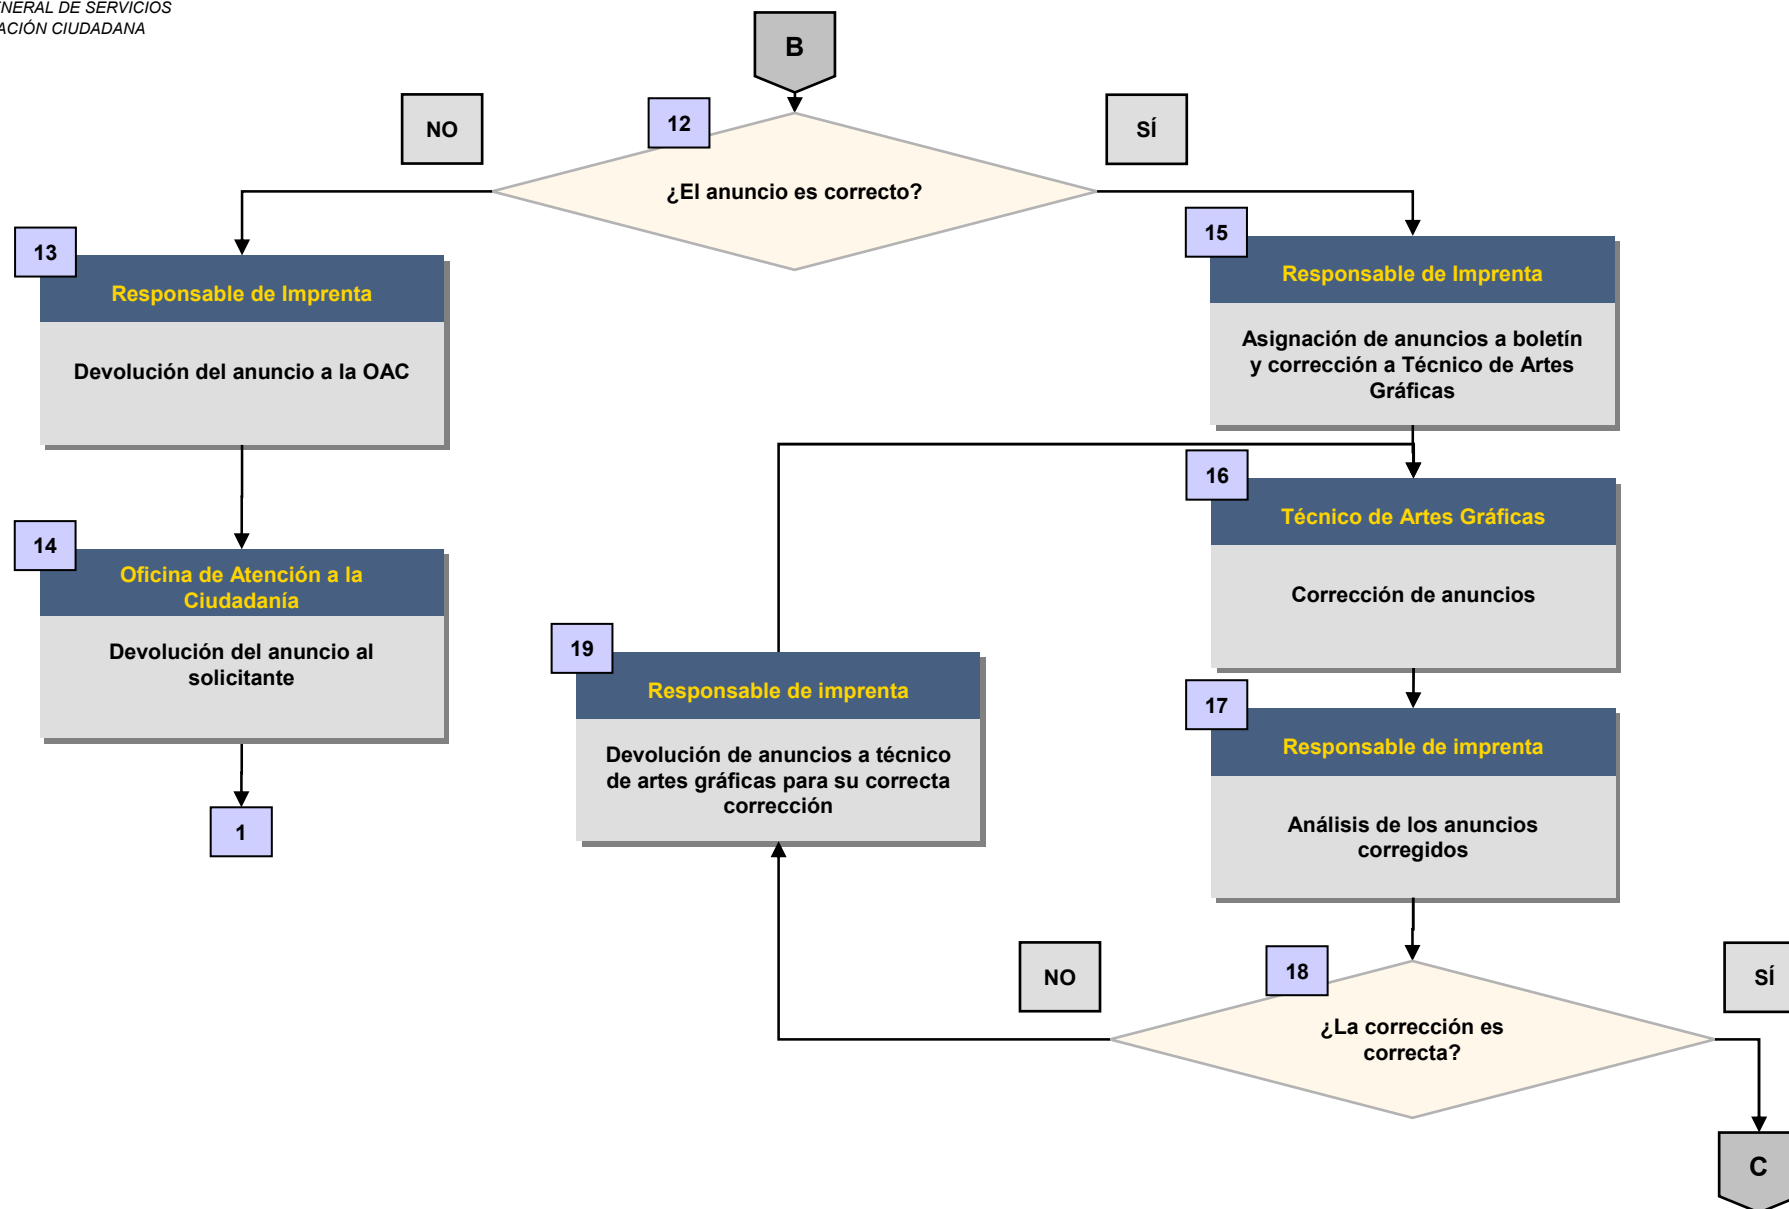 ENERAL DE SERVICIOS
ACIÓN CIUDADANA
B
NO
12
SÍ
¿El anuncio es correcto?
13
Responsable de Imprenta
Devolución del anuncio a la OAC
15
Responsable de Imprenta
Asignación de anuncios a boletín
y corrección a Técnico de Artes
Gráficas
14
Oficina de Atención a la
Ciudadanía
Devolución del anuncio al
solicitante
1
16
Técnico de Artes Gráficas
Corrección de anuncios
19
Responsable de imprenta
Devolución de anuncios a técnico
de artes gráficas para su correcta
corrección
17
Responsable de imprenta
Análisis de los anuncios
corregidos
NO
18
SÍ
¿La corrección es
correcta?
C